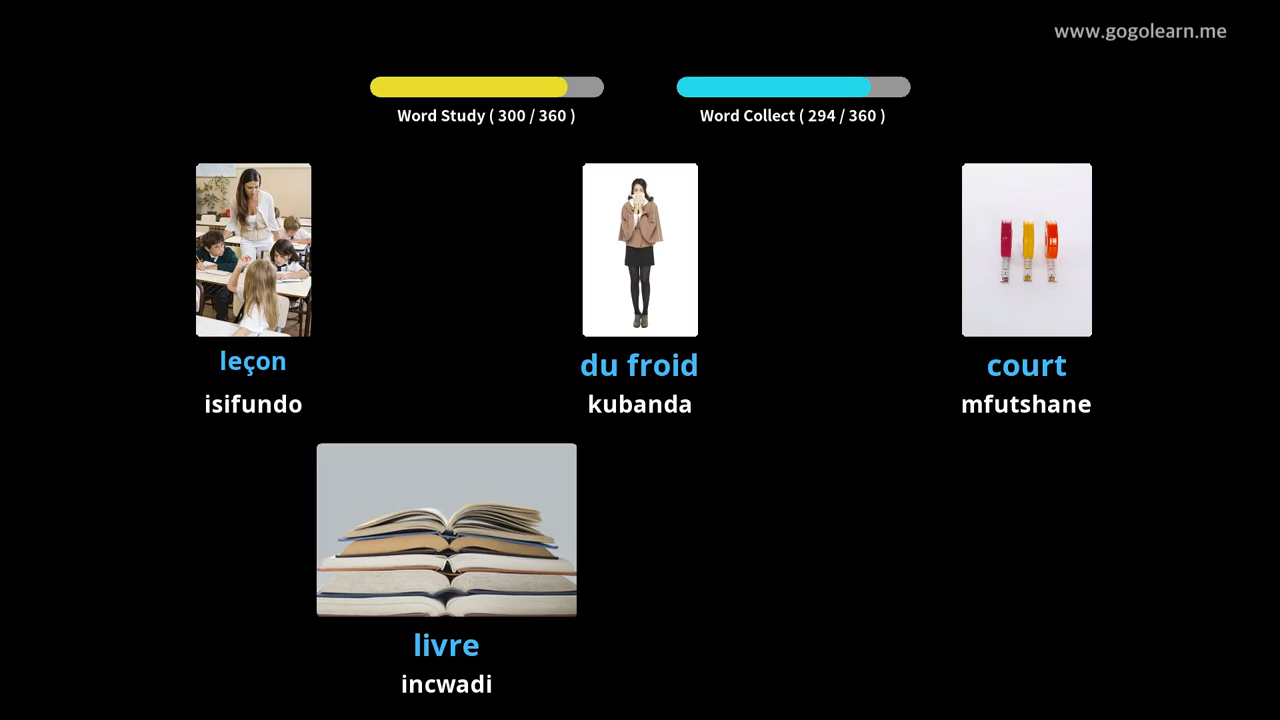 www.gogolearn.me
Word Study ( 300 / 360 )
Word Collect ( 294 / 360 )
leçon
isifundo
du froid
kubanda
court
mfutshane
livre
incwadi